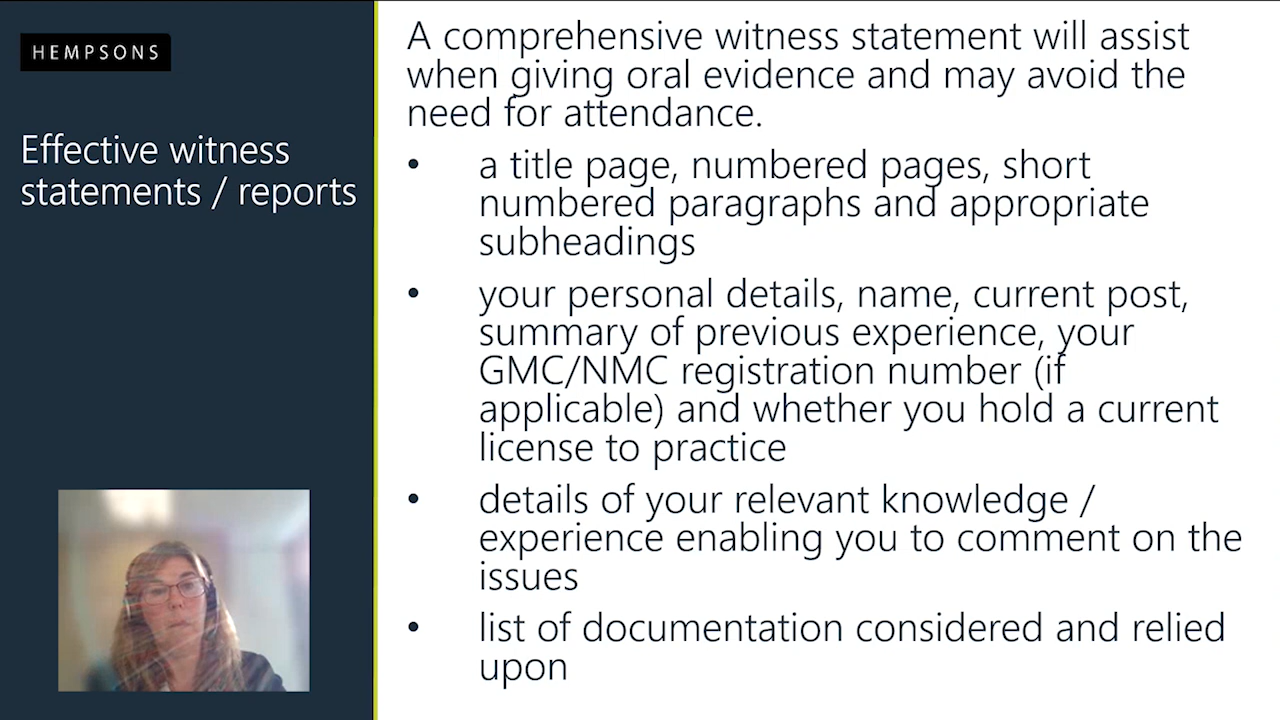 HEMPSONS
Effective witness
statements / reports
A comprehensive witness statement will assist
when giving oral evidence and may avoid the
need for attendance.
• a title page, numbered pages, short
numbered paragraphs and appropriate
subheadings
• your personal details, name, current post,
summary of previous experience, your
GMC/NMC registration number (if
applicable) and whether you hold a current
license to practice
• details of your relevant knowledge /
experience enabling you to comment on the
issues
• list of documentation considered and relied
upon